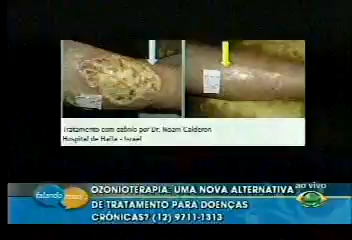 Tratamento com ozônio por Dr. Noam Calderon
Hospital de Haifa - Israel
ao vivo
falando
OZONIOTERAPIA, UMA NOVA ALTERNATIVA
DE TRATAMENTO PARA DOENÇAS
CRÔNICAS? (12) 9711-1313